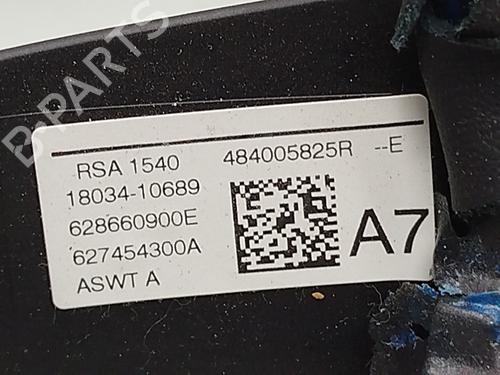 B-PARTS
RSA 1540 484005825R --E
18034-10689
628660900E
627454300A
ASWT A
A7